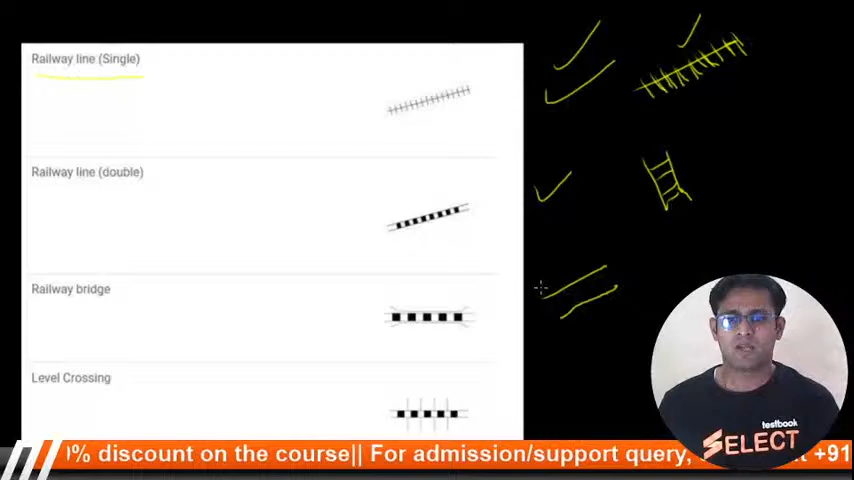 Railway line (Single)
Railway line (double)
Railway bridge
Level Crossing
testbook
SELECT
% discount on the course|| For admission/support query,
+91